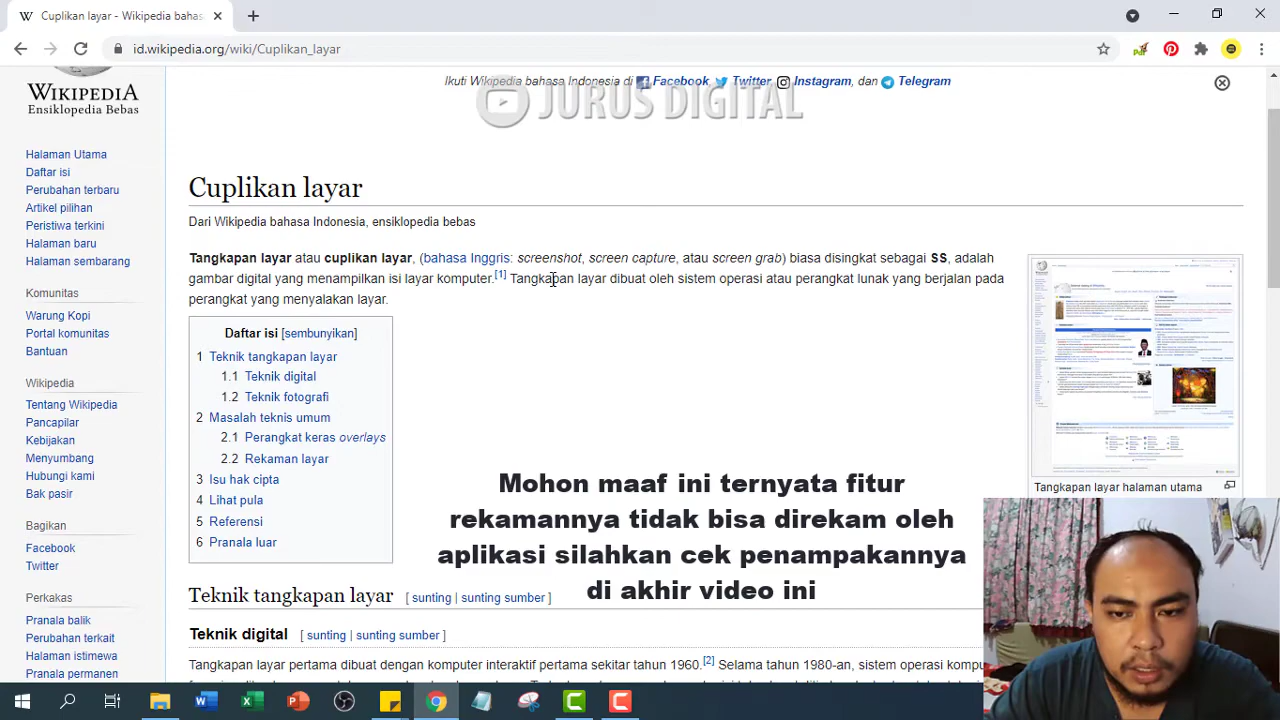 Cuplikan layar - Wikipedia bahas
id.wikipedia.org/wiki/Cuplikan_layar
WIKIPEDIA
Ensiklopedia Bebas
Ikuti Wikipedia bahasa Indonesia di Facebook, Twitter, Instagram, dan Telegram
JURUS DIGITAL
Halaman Utama
Daftar isi
Perubahan terbaru
Artikel pilihan
Peristiwa terkini
Halaman baru
Halaman sembarang
Komunitas
Warung Kopi
Portal komunitas
Bantuan
Wikipedia
Tentang Wikipedia
Pancapilar
Kebijakan
Menyumbang
Hubungi kami
Bak pasir
Bagikan
Facebook
Twitter
Perkakas
Pranala balik
Perubahan terkait
Halaman istimewa
Pranala permanen
Cuplikan layar
Dari Wikipedia bahasa Indonesia, ensiklopedia bebas
Tangkapan layar atau cuplikan layar, (bahasa Inggris: screenshot, screen capture, atau screen grab) biasa disingkat sebagai SS, adalah
gambar digital yang menunjukkan isi layar komputer.[1] Tangkapan layar dibuat oleh sistem operasi atau perangkat lunak yang berjalan pada
perangkat yang menyalakan layar.
Daftar isi [sembunyikan]
1 Teknik tangkapan layar
1.1 Teknik digital
1.2 Teknik fotografi
2 Masalah teknis umum
2.1 Perangkat keras overlays
2.2 Rekaman layar
3 Isu hak cipta
4 Lihat pula
5 Referensi
6 Pranala luar
Tangkapan layar halaman utama
Mohon maaf ini ternyata fitur
rekamannya tidak bisa direkam oleh
aplikasi silahkan cek penampakannya
di akhir video ini
Teknik tangkapan layar [ sunting | sunting sumber ]
Teknik digital [ sunting | sunting sumber ]
Tangkapan layar pertama dibuat dengan komputer interaktif pertama sekitar tahun 1960.[2] Selama tahun 1980-an, sistem operasi kompu